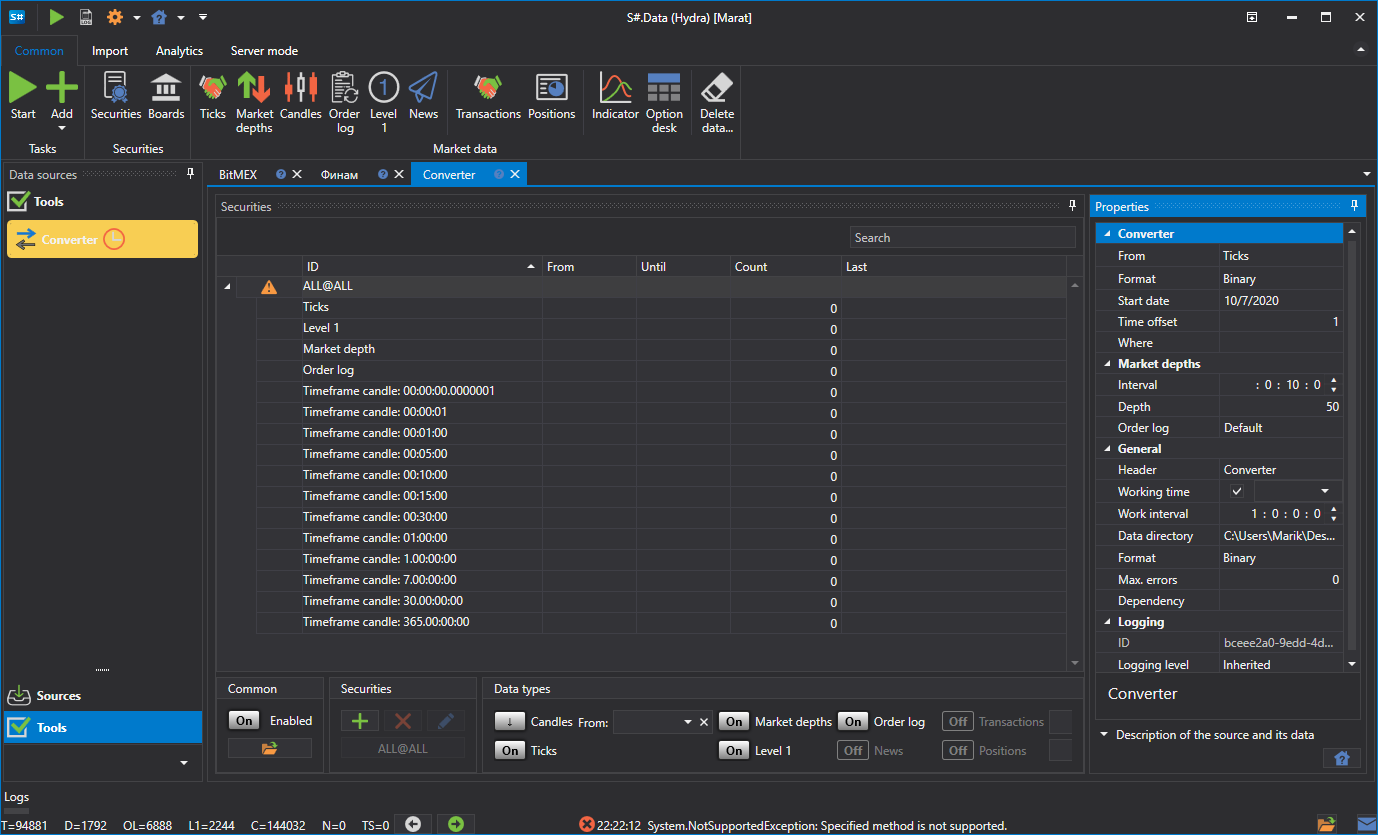 S#
S#.Data (Hydra) [Marat]
Common Import Analytics Server mode
LOG
Start Add Securities Boards Ticks Market depths Candles Order log Level 1 News Transactions Positions Indicator Option desk Delete data...
Tasks Securities Market data
Data sources
Tools
Converter
Sources
Tools
BitMEX Финам Converter
Securities
Search
ID From Until Count Last
ALL@ALL
Ticks 0
Level 1 0
Market depth 0
Order log 0
Timeframe candle: 00:00:00.0000001 0
Timeframe candle: 00:00:01 0
Timeframe candle: 00:01:00 0
Timeframe candle: 00:05:00 0
Timeframe candle: 00:10:00 0
Timeframe candle: 00:15:00 0
Timeframe candle: 00:30:00 0
Timeframe candle: 01:00:00 0
Timeframe candle: 1.00:00:00 0
Timeframe candle: 7.00:00:00 0
Timeframe candle: 30.00:00:00 0
Timeframe candle: 365.00:00:00 0
Common
On Enabled
Securities
ALL@ALL
Data types
↓ Candles From: On Market depths On Order log Off Transactions
On Ticks On Level 1 Off News Off Positions
Properties
Converter
From Ticks
Format Binary
Start date 10/7/2020
Time offset 1
Where
Market depths
Interval : 0 : 10 : 0
Depth 50
Order log Default
General
Header Converter
Working time
Work interval 1 : 0 : 0 : 0
Data directory C:\Users\Marik\Des...
Format Binary
Max. errors 0
Dependency
Logging
ID bceee2a0-9edd-4d...
Logging level Inherited
Converter
Description of the source and its data
Logs
T=94881 D=1792 OL=6888 L1=2244 C=144032 N=0 TS=0 22:22:12 System.NotSupportedException: Specified method is not supported.